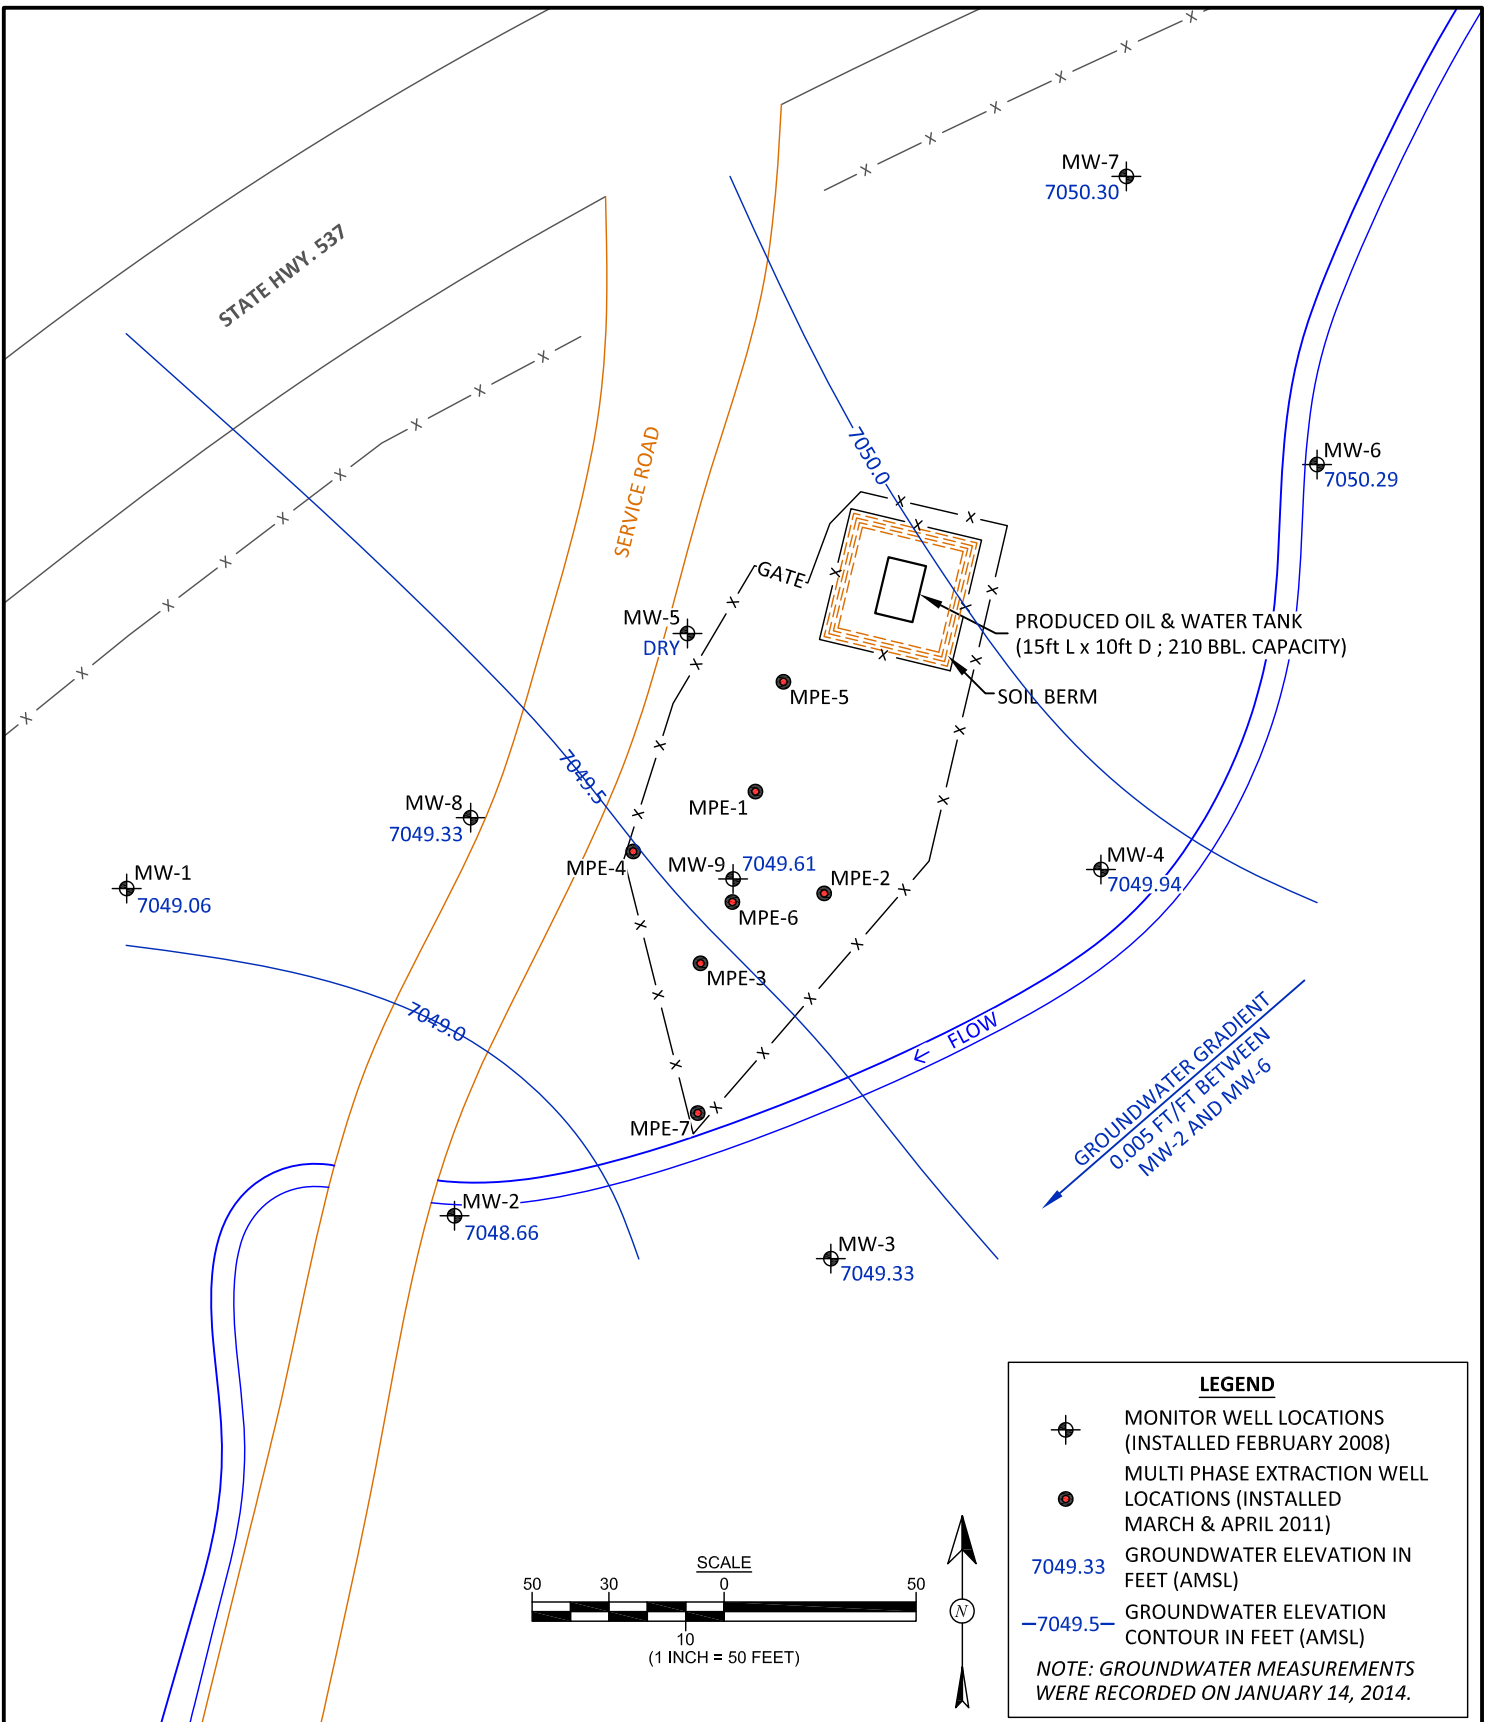 MW-7
7050.30
STATE HWY. 537
MW-6
7050.29
7050.0
SERVICE ROAD
GATE
MW-5
DRY
PRODUCED OIL & WATER TANK
(15ft L x 10ft D ; 210 BBL. CAPACITY)
SOIL BERM
MPE-5
7049.5
MPE-1
MW-8
7049.33
MPE-4
MW-9
7049.61
MPE-2
MPE-6
MW-4
7049.94
MW-1
7049.06
MPE-3
7049.0
FLOW
GROUNDWATER GRADIENT
0.005 FT/FT BETWEEN
MW-2 AND MW-6
MPE-7
MW-2
7048.66
MW-3
7049.33
LEGEND
MONITOR WELL LOCATIONS
(INSTALLED FEBRUARY 2008)
MULTI PHASE EXTRACTION WELL
LOCATIONS (INSTALLED
MARCH & APRIL 2011)
7049.33 GROUNDWATER ELEVATION IN
FEET (AMSL)
7049.5 GROUNDWATER ELEVATION
CONTOUR IN FEET (AMSL)
NOTE: GROUNDWATER MEASUREMENTS
WERE RECORDED ON JANUARY 14, 2014.
SCALE
50 30 0 50
10
(1 INCH = 50 FEET)
N